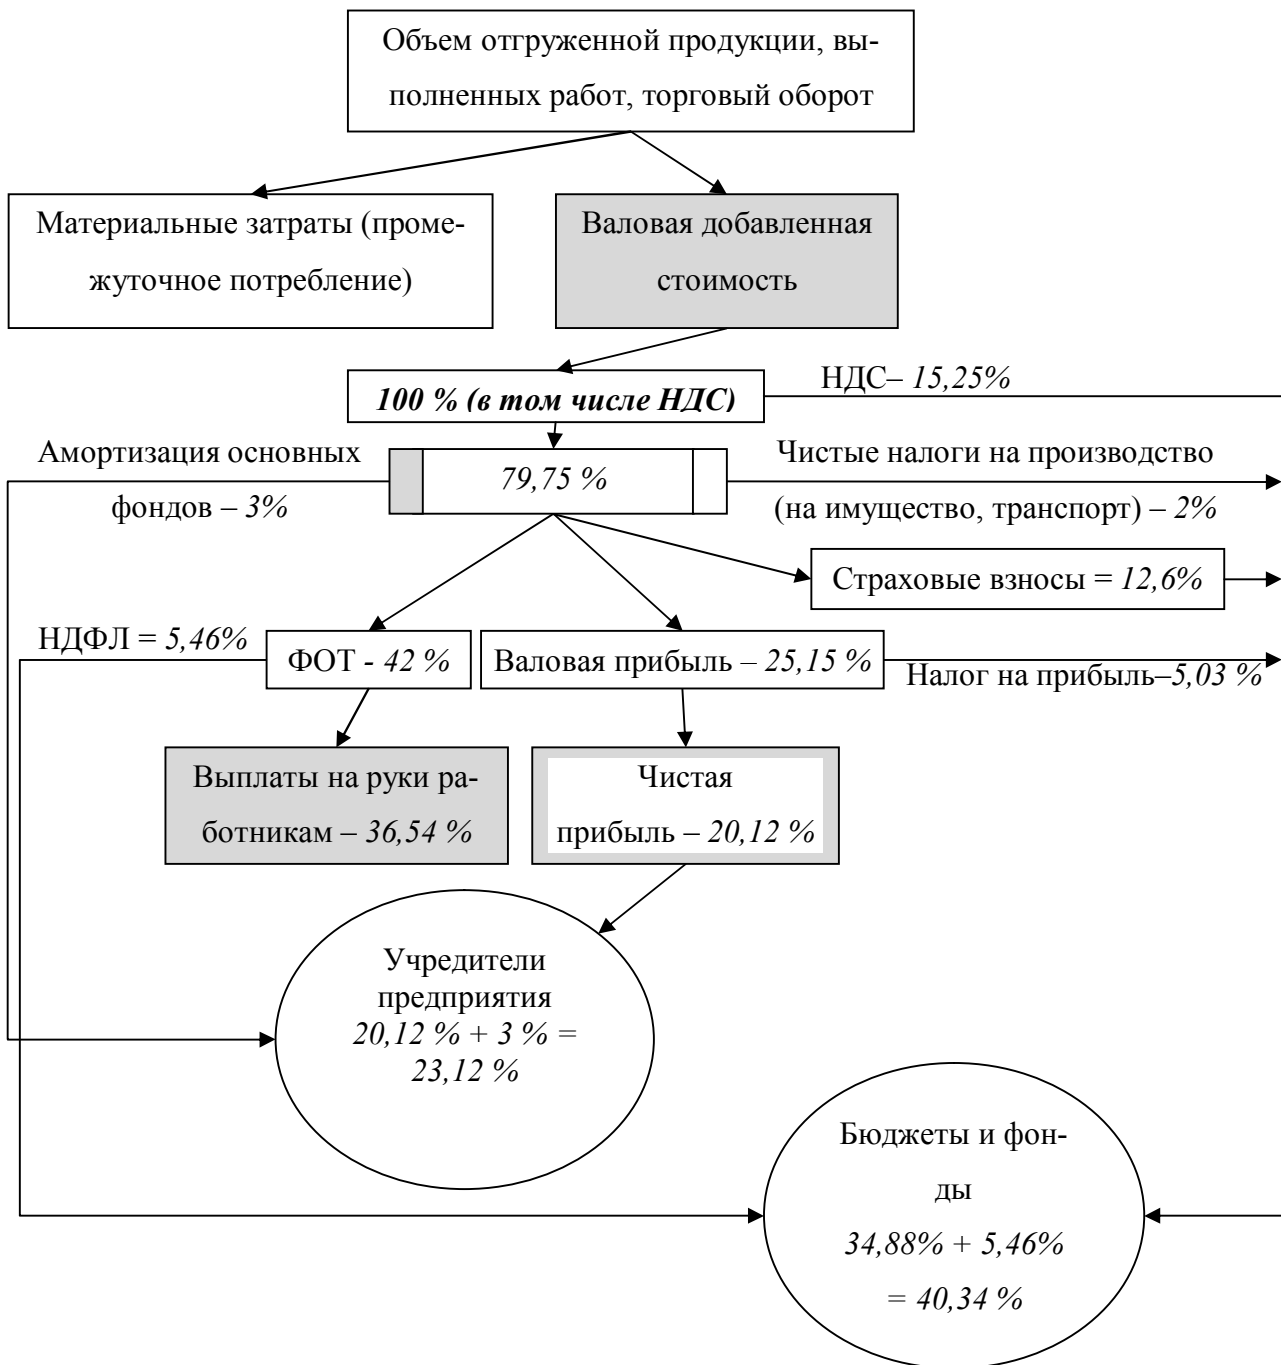 Объем отгруженной продукции, вы-
полненных работ, торговый оборот
Материальные затраты (проме-
жуточное потребление)
Валовая добавленная
стоимость
100 % (в том числе НДС)
НДС– 15,25%
Амортизация основных
фондов – 3%
79,75 %
Чистые налоги на производство
(на имущество, транспорт) – 2%
Страховые взносы = 12,6%
НДФЛ = 5,46%
ФОТ - 42 %
Валовая прибыль – 25,15 %
Налог на прибыль–5,03 %
Выплаты на руки ра-
ботникам – 36,54 %
Чистая
прибыль – 20,12 %
Учредители
предприятия
20,12 % + 3 % =
23,12 %
Бюджеты и фон-
ды
34,88% + 5,46%
= 40,34 %